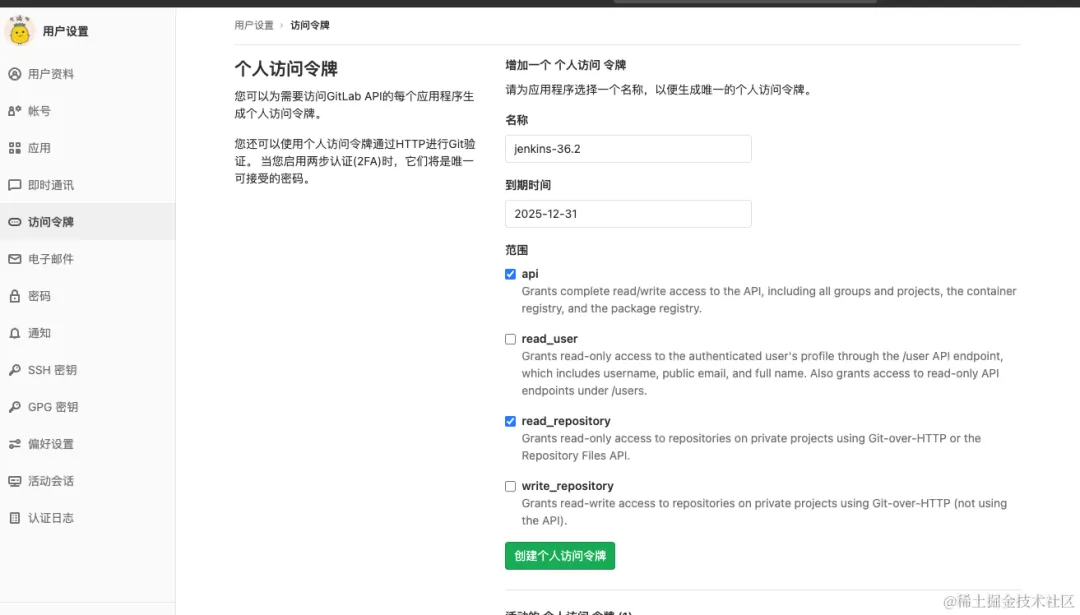 用户设置
用户资料
帐号
应用
即时通讯
访问令牌
电子邮件
密码
通知
SSH 密钥
GPG 密钥
偏好设置
活动会话
认证日志
用户设置 › 访问令牌
个人访问令牌
您可以为需要访问GitLab API的每个应用程序生
成个人访问令牌。
您还可以使用个人访问令牌通过HTTP进行Git验
证。 当您启用两步认证(2FA)时，它们将是唯一
可接受的密码。
增加一个 个人访问 令牌
请为应用程序选择一个名称，以便生成唯一的个人访问令牌。
名称
jenkins-36.2
到期时间
2025-12-31
范围
api
Grants complete read/write access to the API, including all groups and projects, the container
registry, and the package registry.
read_user
Grants read-only access to the authenticated user's profile through the /user API endpoint,
which includes username, public email, and full name. Also grants access to read-only API
endpoints under /users.
read_repository
Grants read-only access to repositories on private projects using Git-over-HTTP or the
Repository Files API.
write_repository
Grants read-write access to repositories on private projects using Git-over-HTTP (not using
the API).
创建个人访问令牌
活动的 个人访问 令牌 (1)
@稀土掘金技术社区